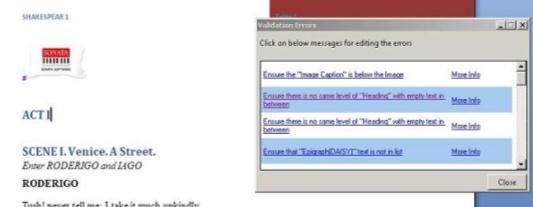 SHAKESPEAR 1
SONATA
SONATA SOFTWARE
ACT I
SCENE I. Venice. A Street.
Enter RODERIGO and IAGO
RODERIGO
Tush! never tell me; I take it much unkindly
Validation Errors
Click on below messages for editing the errors
Ensure the "Image Caption" is below the Image More Info
Ensure there is no same level of "Heading" with empty text in
between More Info
Ensure there is no same level of "Heading" with empty text in
between More Info
Ensure that "Epigraph(DAISY)" text is not in list More Info
Close